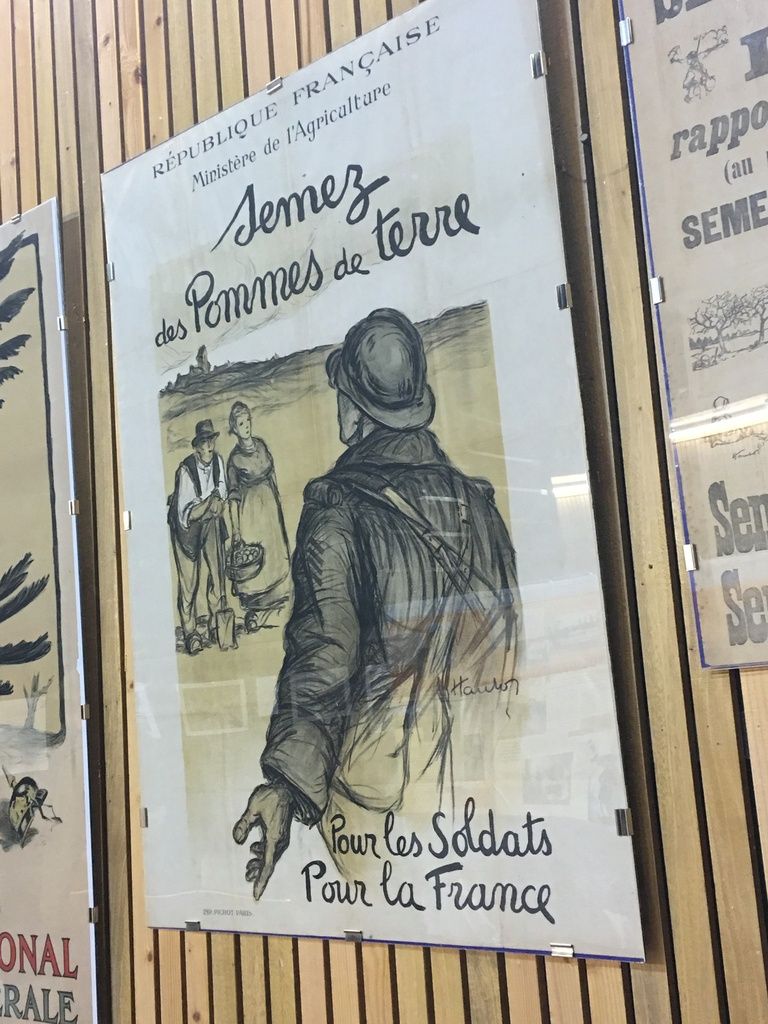 RÉPUBLIQUE FRANÇAISE
Ministère de l'Agriculture
Semez
des Pommes de terre
Pour les Soldats
Pour la France
ONAL
RALE
rappo
(au
SEME
Sem
Se